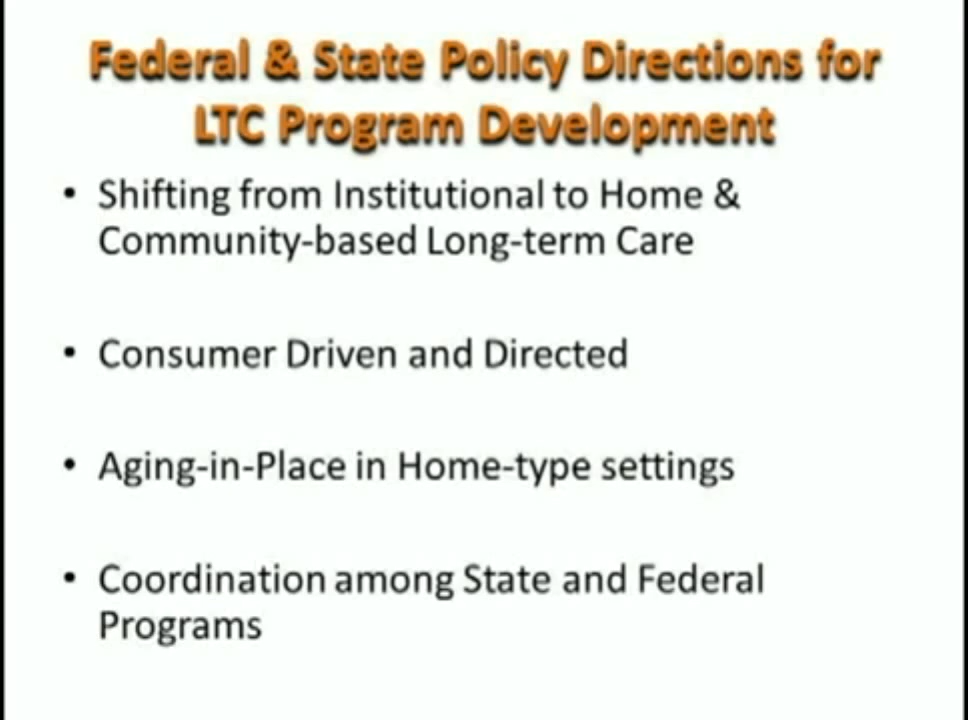 Federal & State Policy Directions for
LTC Program Development
• Shifting from Institutional to Home &
Community-based Long-term Care
• Consumer Driven and Directed
• Aging-in-Place in Home-type settings
• Coordination among State and Federal
Programs